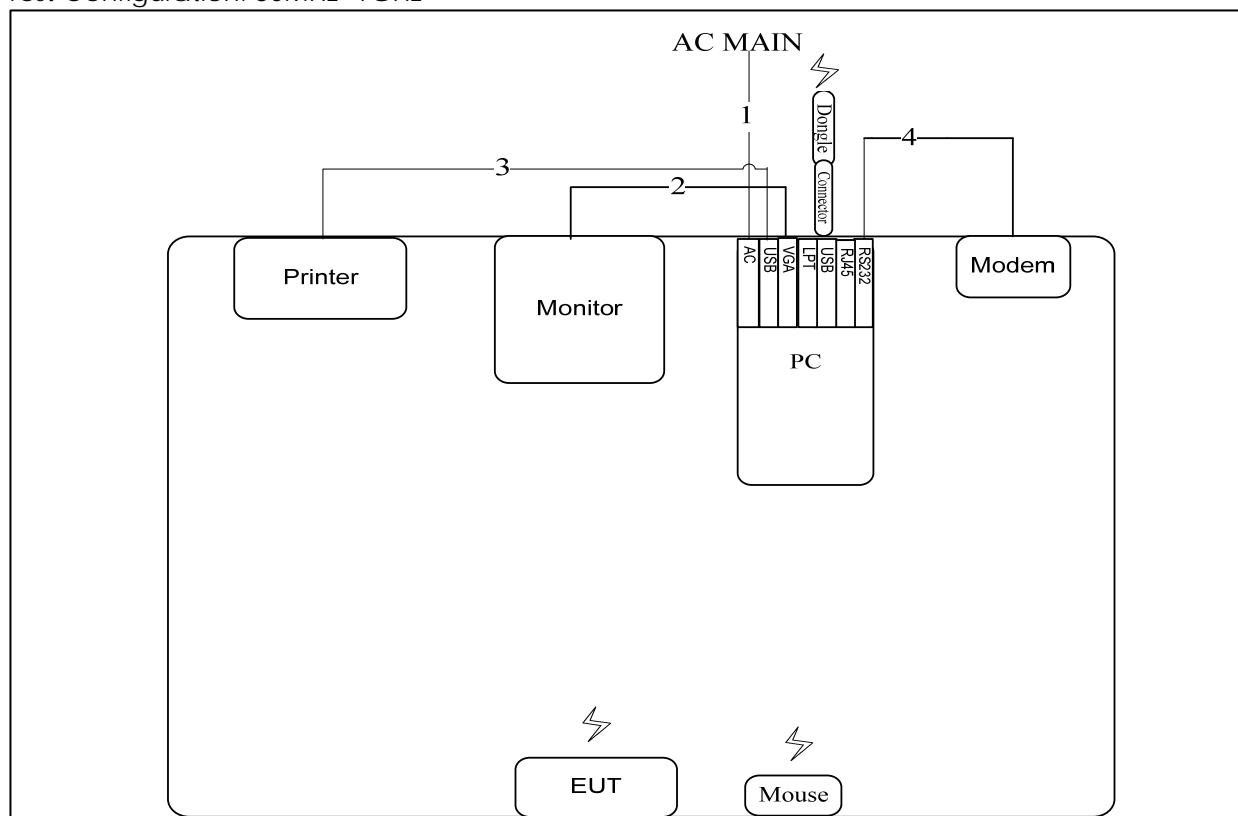 AC MAIN
1
Dongle
Connector
4
3
2
Printer
Monitor
AC
USB
VGA
LPT
USB
RJ45
RS232
Modem
PC
EUT
Mouse